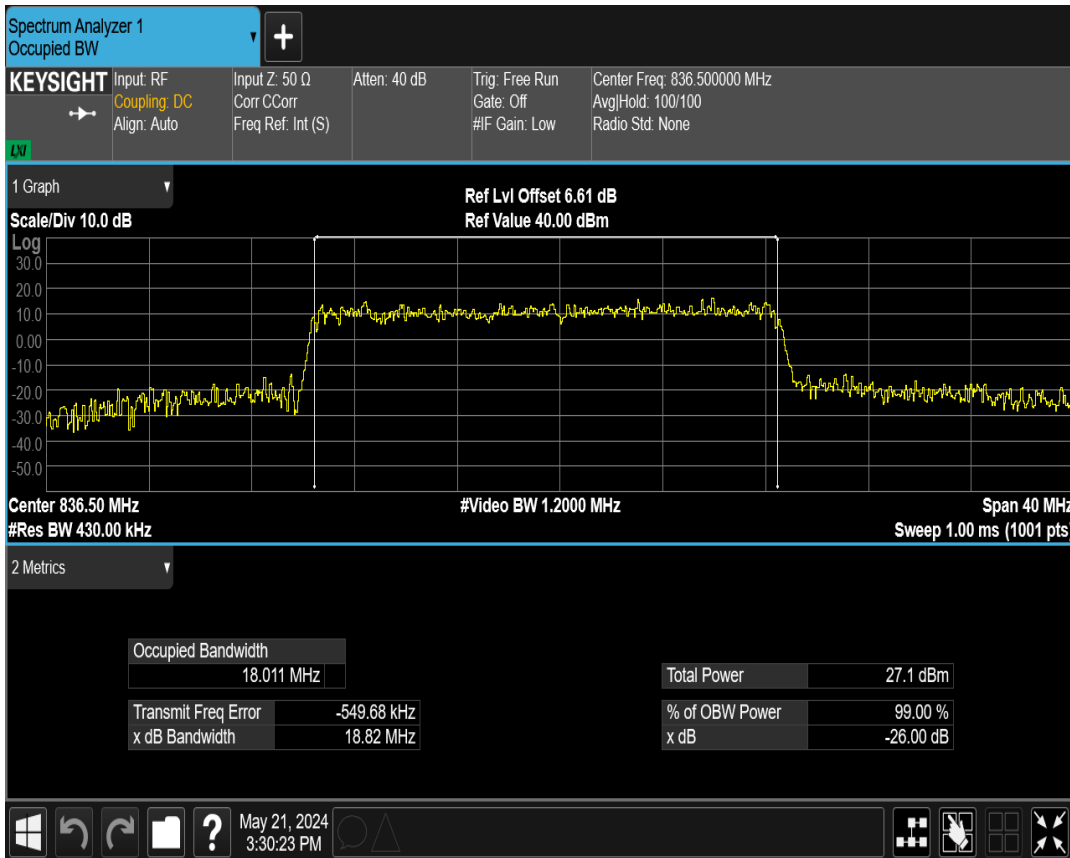 Spectrum Analyzer 1
Occupied BW
+
KEYSIGHT
LXI
Input: RF
Coupling: DC
Align: Auto
Input Z: 50 Ω
Corr CCorr
Freq Ref: Int (S)
Atten: 40 dB
Trig: Free Run
Gate: Off
#IF Gain: Low
Center Freq: 836.500000 MHz
Avg|Hold: 100/100
Radio Std: None
1 Graph
Scale/Div 10.0 dB
Ref Lvl Offset 6.61 dB
Ref Value 40.00 dBm
Log
30.0
20.0
10.0
0.00
-10.0
-20.0
-30.0
-40.0
-50.0
Center 836.50 MHz
#Res BW 430.00 kHz
#Video BW 1.2000 MHz
Span 40 MHz
Sweep 1.00 ms (1001 pts)
2 Metrics
Occupied Bandwidth
18.011 MHz
Transmit Freq Error -549.68 kHz
x dB Bandwidth 18.82 MHz
Total Power 27.1 dBm
% of OBW Power 99.00 %
x dB -26.00 dB
?
May 21, 2024
3:30:23 PM